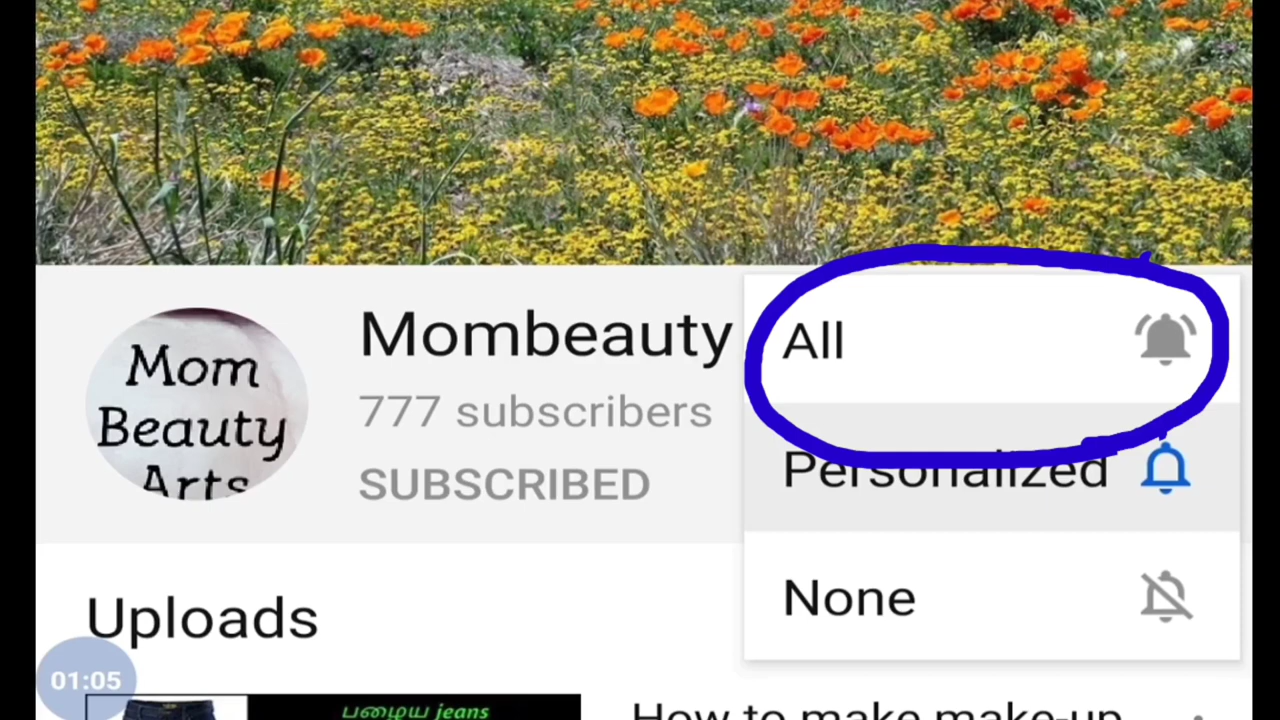 Mom
Beauty
Arts
Mombeauty
777 subscribers
SUBSCRIBED
All
Personalized
None
Uploads
01:05
பழைய jeans
How to make make-up